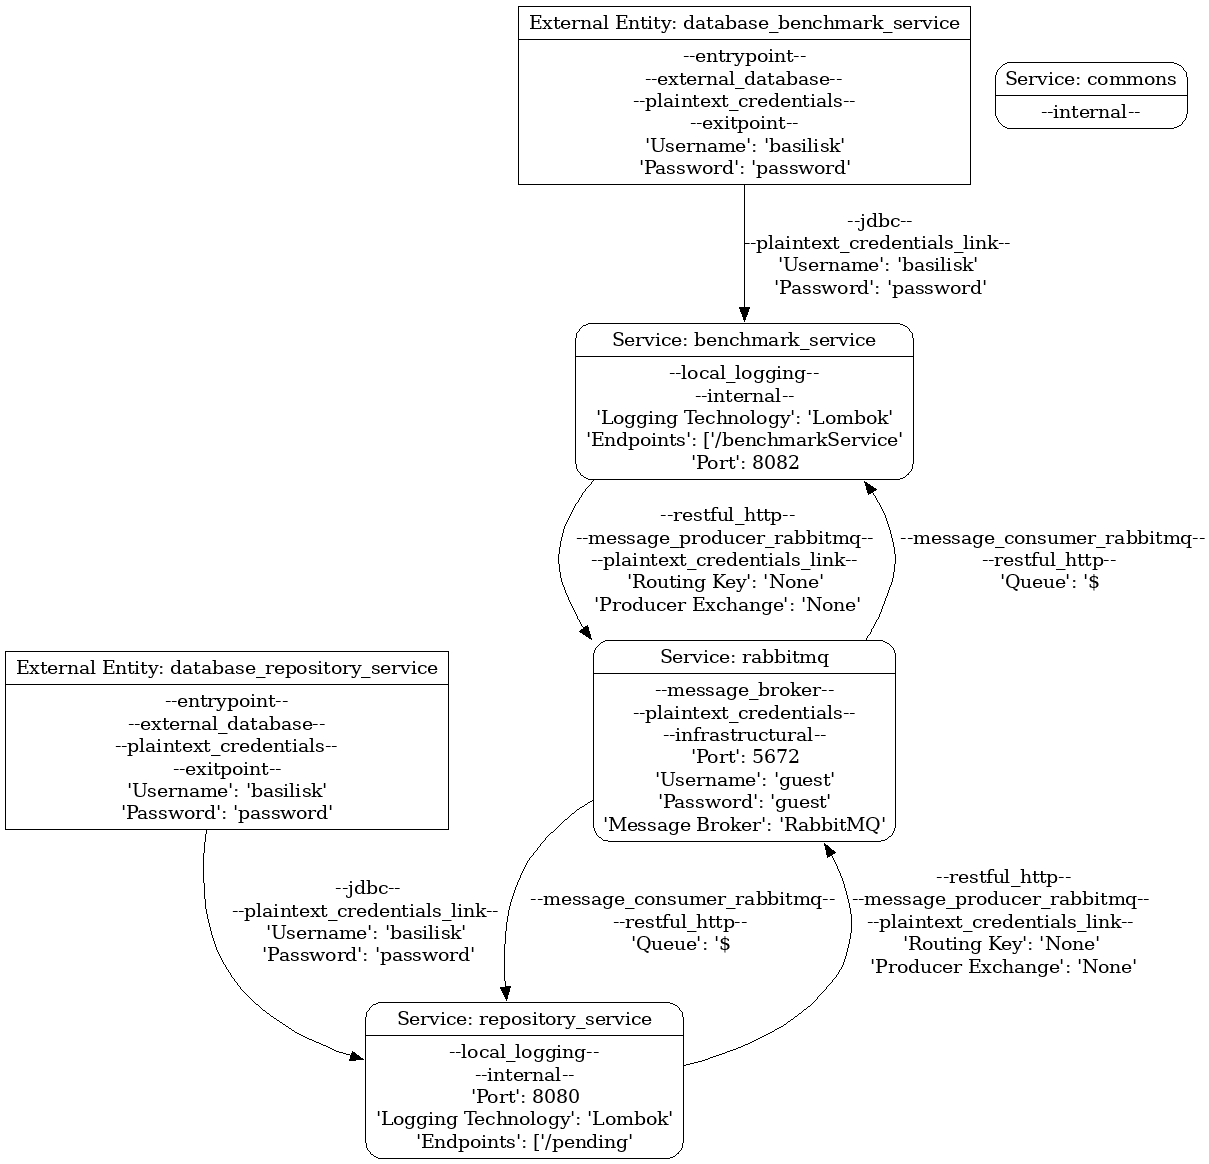 External Entity: database_benchmark_service
--entrypoint--
--external_database--
--plaintext_credentials--
--exitpoint--
'Username': 'basilisk'
'Password': 'password'
Service: commons
--internal--
--jdbc--
--plaintext_credentials_link--
'Username': 'basilisk'
'Password': 'password'
Service: benchmark_service
--local_logging--
--internal--
'Logging Technology': 'Lombok'
'Endpoints': ['/benchmarkService'
'Port': 8082
--restful_http--
--message_producer_rabbitmq--
--plaintext_credentials_link--
'Routing Key': 'None'
'Producer Exchange': 'None'
--message_consumer_rabbitmq--
--restful_http--
'Queue': '$
Service: rabbitmq
--message_broker--
--plaintext_credentials--
--infrastructural--
'Port': 5672
'Username': 'guest'
'Password': 'guest'
'Message Broker': 'RabbitMQ'
External Entity: database_repository_service
--entrypoint--
--external_database--
--plaintext_credentials--
--exitpoint--
'Username': 'basilisk'
'Password': 'password'
--jdbc--
--plaintext_credentials_link--
'Username': 'basilisk'
'Password': 'password'
--message_consumer_rabbitmq--
--restful_http--
'Queue': '$
--restful_http--
--message_producer_rabbitmq--
--plaintext_credentials_link--
'Routing Key': 'None'
'Producer Exchange': 'None'
Service: repository_service
--local_logging--
--internal--
'Port': 8080
'Logging Technology': 'Lombok'
'Endpoints': ['/pending'